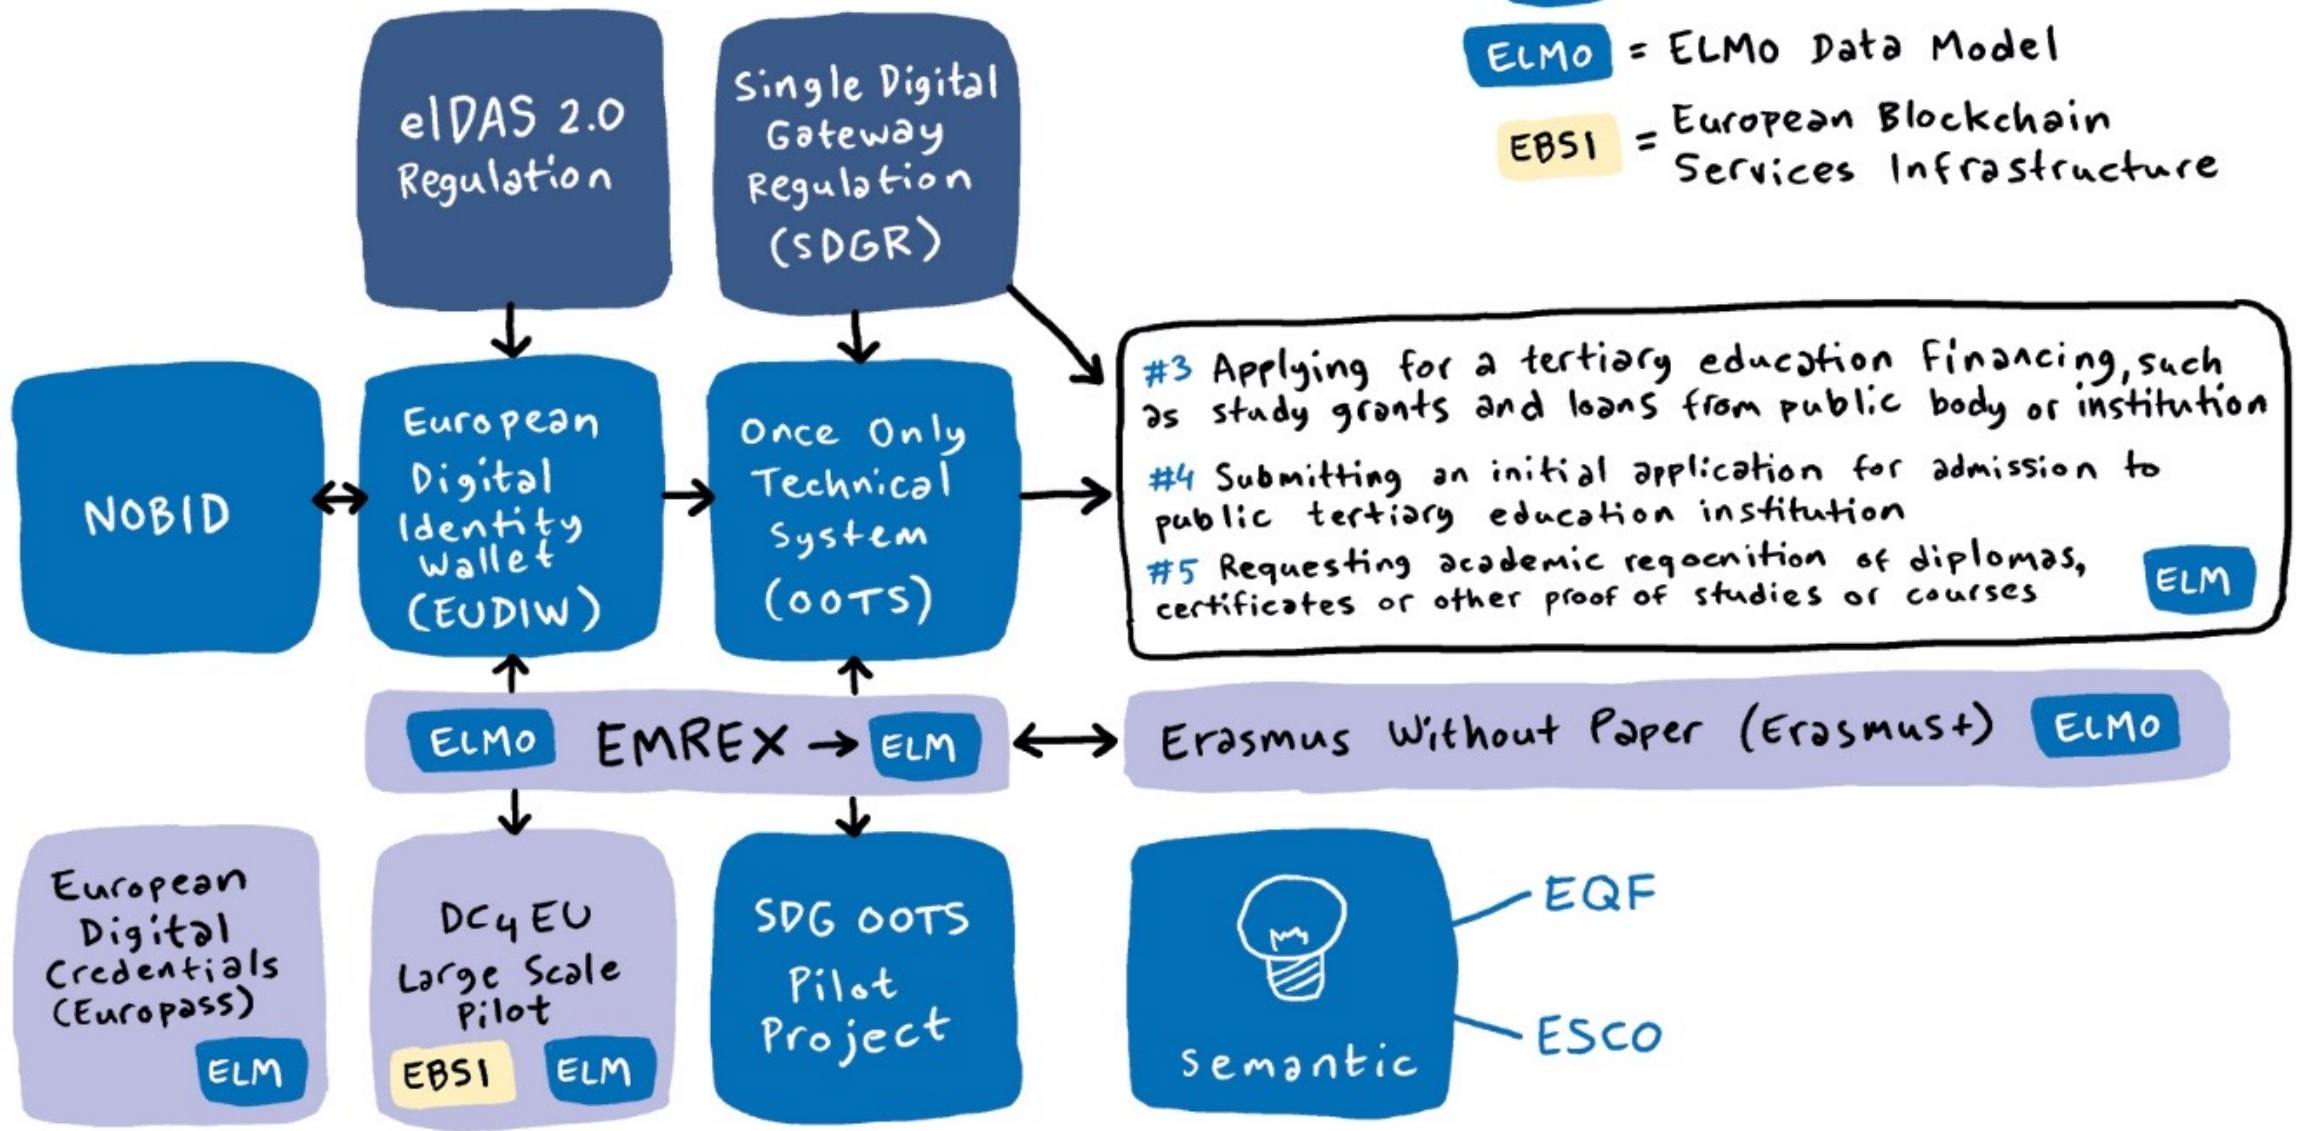 eIDAS 2.0
Regulation
Single Digital
Gateway
Regulation
(SDGR)
ELMO = ELMO Data Model
EBSI = European Blockchain
Services Infrastructure
NOBID
European
Digital
Identity
Wallet
(EUDIW)
Once Only
Technical
System
(OOTS)
#3 Applying for a tertiary education Financing, such
as study grants and loans from public body or institution
#4 Submitting an initial application for admission to
public tertiary education institution
#5 Requesting academic regocnition of diplomas,
certificates or other proof of studies or courses
ELM
ELMO EMREX → ELM
Erasmus Without Paper (Erasmus+) ELMO
European
Digital
Credentials
(Europass)
ELM
DC4EU
Large Scale
Pilot
EBSI ELM
SDG OOTS
Pilot
Project
semantic
EQF
ESCO